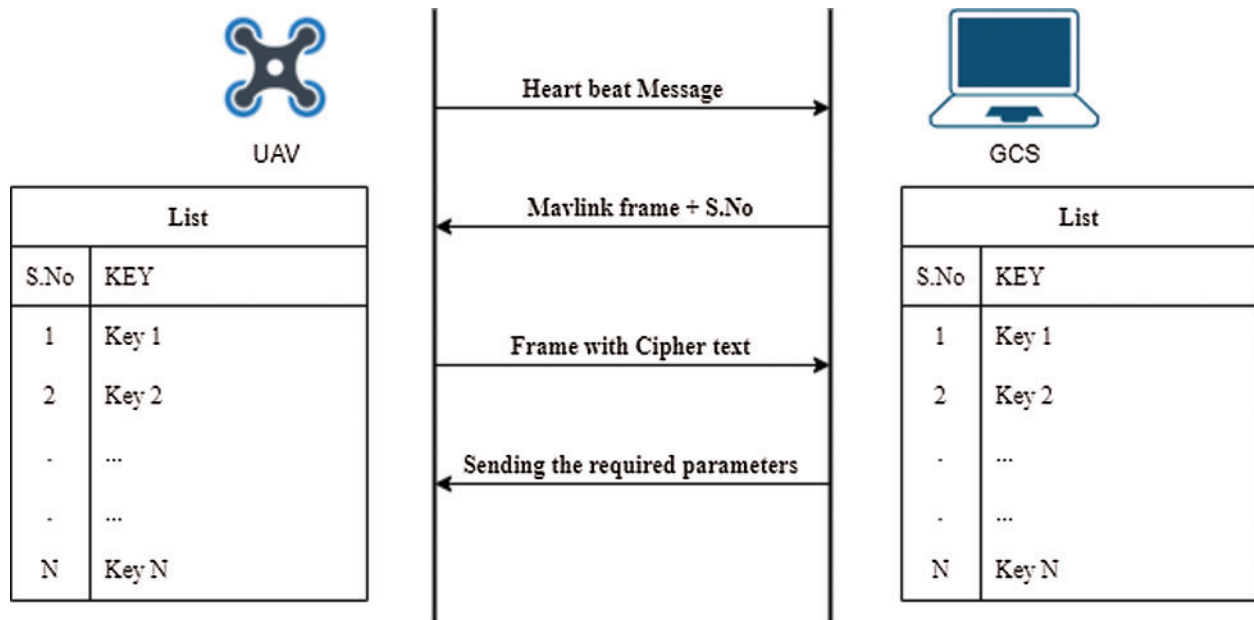 UAV
List
S.No KEY
1 Key 1
2 Key 2
. ...
. ...
N Key N
Heart beat Message
Mavlink frame + S.No
Frame with Cipher text
Sending the required parameters
GCS
List
S.No KEY
1 Key 1
2 Key 2
. ...
. ...
N Key N